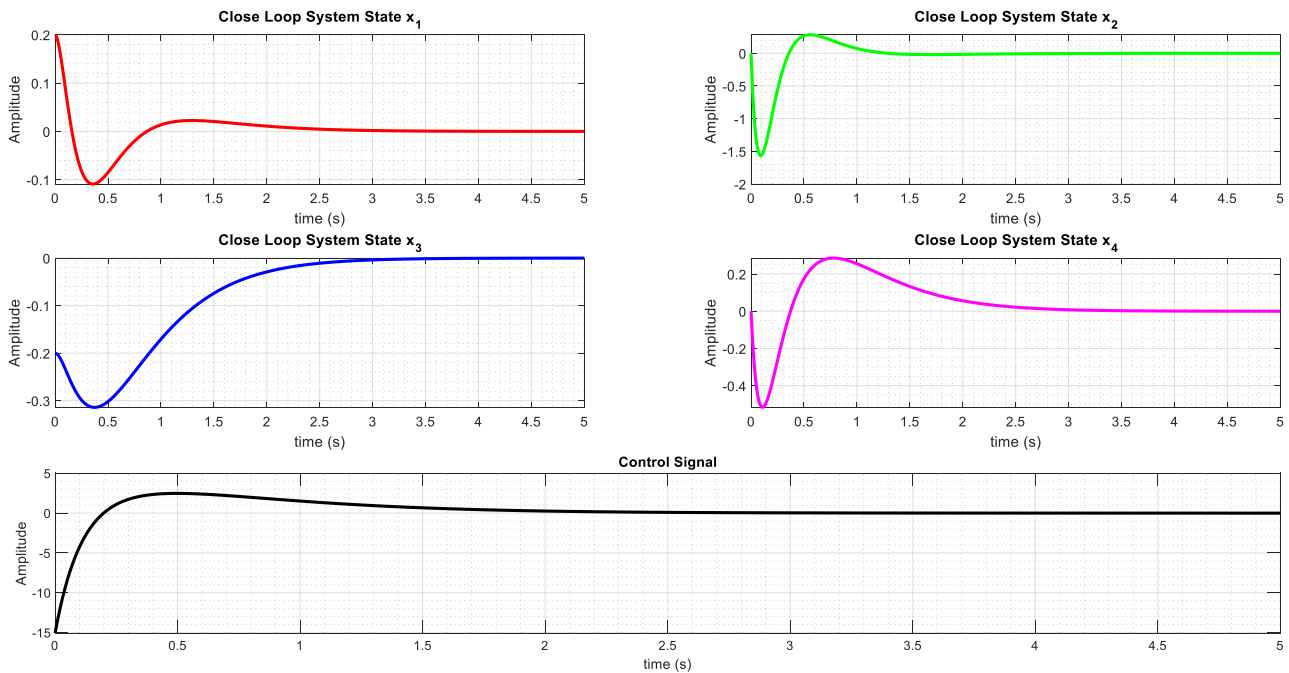 Close Loop System State x1
0.2
0.1
0
-0.1
Amplitude
0 0.5 1 1.5 2 2.5 3 3.5 4 4.5 5
time (s)
Close Loop System State x2
0
-0.5
-1
-1.5
-2
Amplitude
0 0.5 1 1.5 2 2.5 3 3.5 4 4.5 5
time (s)
Close Loop System State x3
0
-0.1
-0.2
-0.3
Amplitude
0 0.5 1 1.5 2 2.5 3 3.5 4 4.5 5
time (s)
Close Loop System State x4
0.2
0
-0.2
-0.4
Amplitude
0 0.5 1 1.5 2 2.5 3 3.5 4 4.5 5
time (s)
Control Signal
5
0
-5
-10
-15
Amplitude
0 0.5 1 1.5 2 2.5 3 3.5 4 4.5 5
time (s)